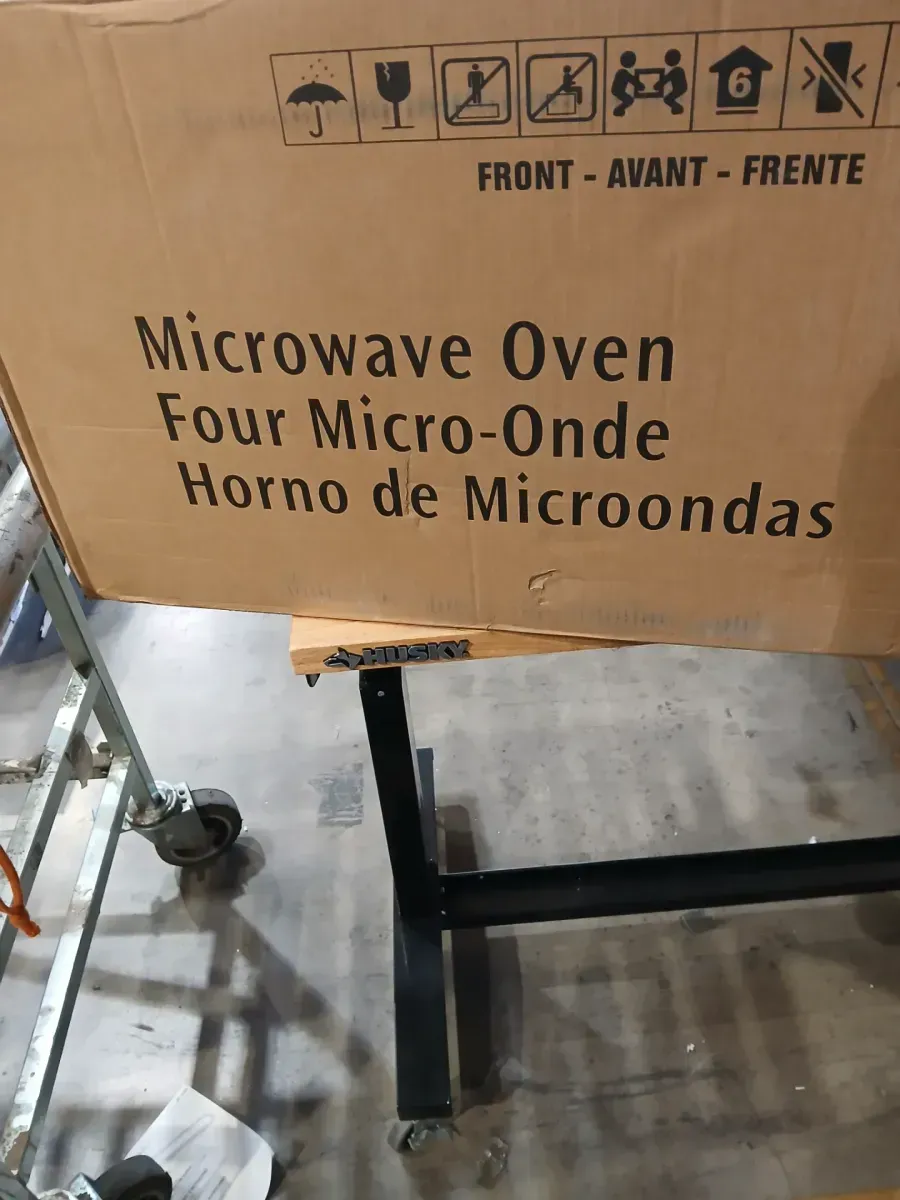 6
FRONT - AVANT - FRENTE
Microwave Oven
Four Micro-Onde
Horno de Microondas
HUSKY